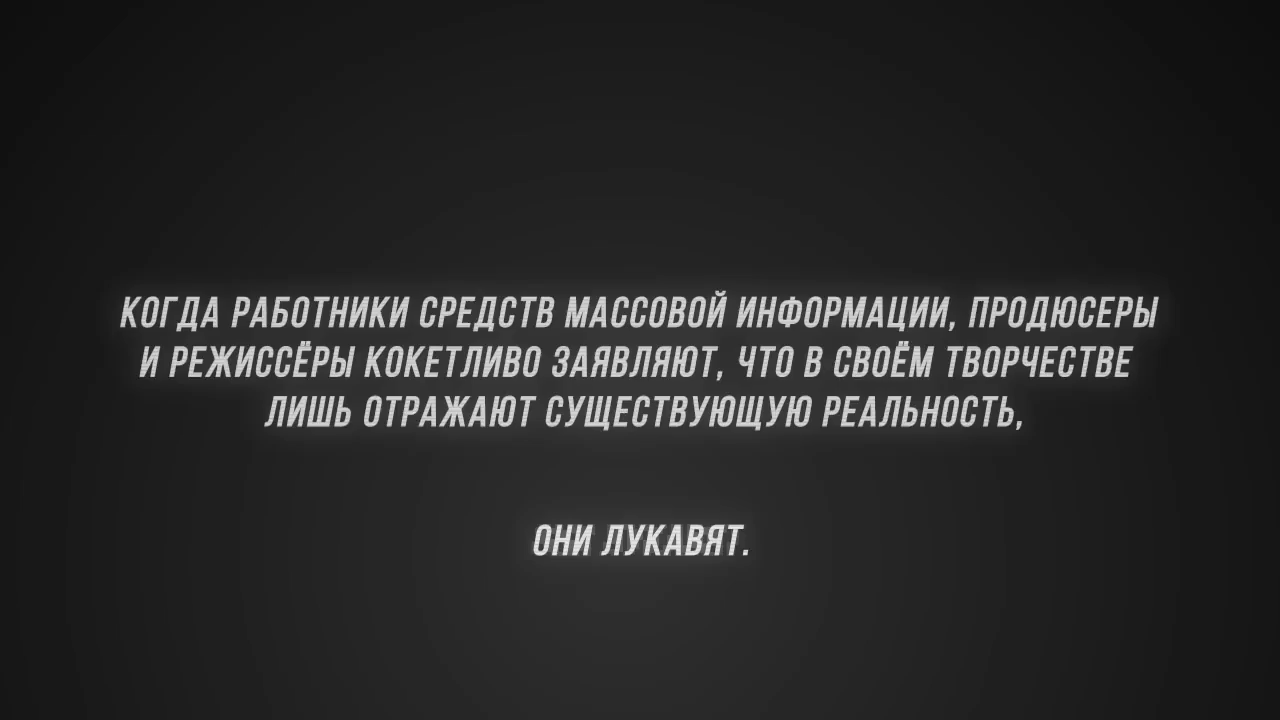 КОГДА РАБОТНИКИ СРЕДСТВ МАССОВОЙ ИНФОРМАЦИИ, ПРОДЮСЕРЫ
И РЕЖИССЁРЫ КОКЕТЛИВО ЗАЯВЛЯЮТ, ЧТО В СВОЁМ ТВОРЧЕСТВЕ
ЛИШЬ ОТРАЖАЮТ СУЩЕСТВУЮЩУЮ РЕАЛЬНОСТЬ,
ОНИ ЛУКАВЯТ.